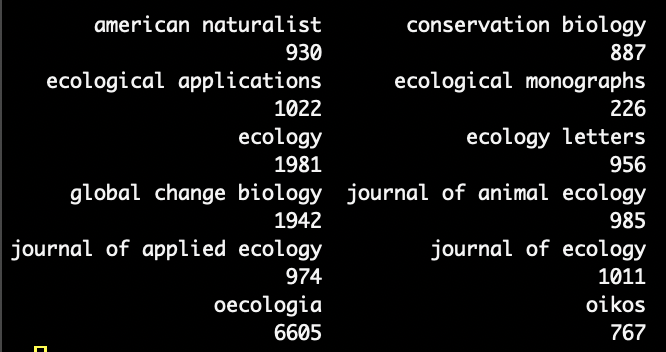 american naturalist conservation biology
930 887
ecological applications ecological monographs
1022 226
ecology ecology letters
1981 956
global change biology journal of animal ecology
1942 985
journal of applied ecology journal of ecology
974 1011
oecologia oikos
6605 767